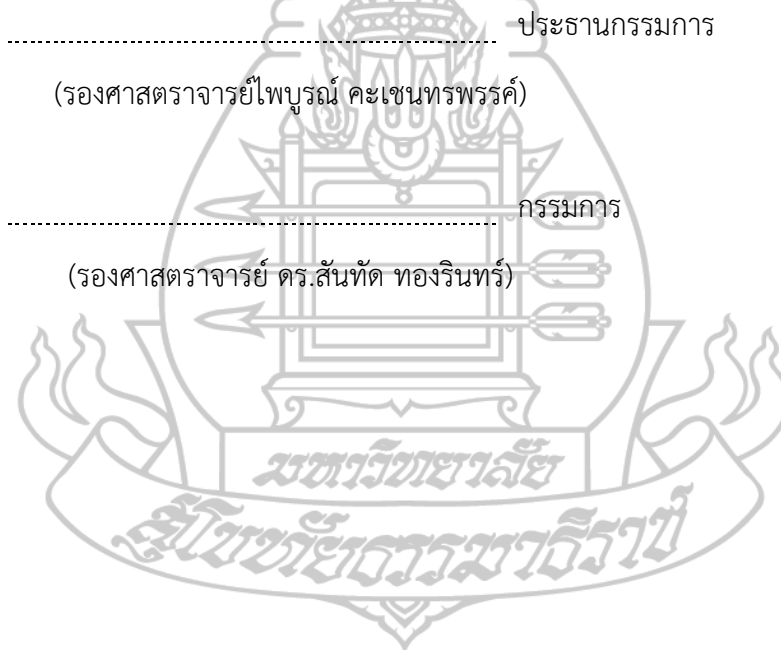 ประธานกรรมการ
(รองศาสตราจารย์ไพบูรณ์ คะเชนทรพรรค์)
กรรมการ
(รองศาสตราจารย์ ดร.สันทัด ทองรินทร์)
มหาวิทยาลัย
สุโขทัยธรรมาธิราช